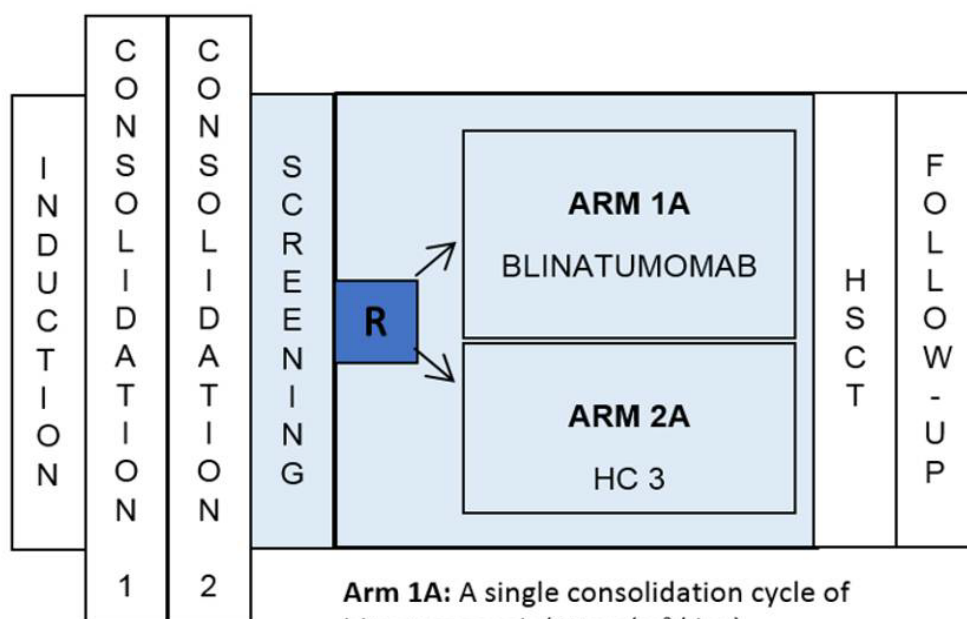 INDUCTION
CONSOLIDATION 1
CONSOLIDATION 2
SCREENING
R
ARM 1A
BLINATUMOMAB
ARM 2A
HC 3
HSCT
FOLLOW-UP
Arm 1A: A single consolidation cycle of